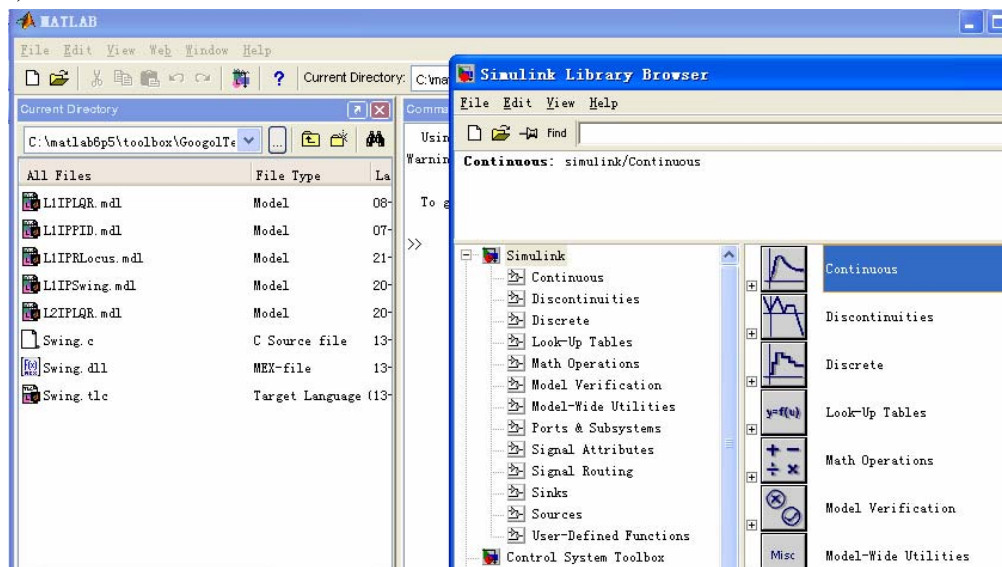 MATLAB
File Edit View Web Window Help
? Current Directory: C:\ma
Current Directory
C:\matlab6p5\toolbox\GoogolTe
...
All Files File Type La
L1IPLQR.mdl Model 08-
L1IPPID.mdl Model 07-
L1IPRLocus.mdl Model 21-
L1IPSwing.mdl Model 20-
L2IPLQR.mdl Model 20-
Swing.c C Source file 13-
Swing.dll MEX-file 13-
Swing.tlc Target Language (13-
Comma
Usin
Warnin
To g
>>
Simulink Library Browser
File Edit View Help
Find
Continuous: simulink/Continuous
Simulink
Continuous
Discontinuities
Discrete
Look-Up Tables
Math Operations
Model Verification
Model-Wide Utilities
Ports & Subsystems
Signal Attributes
Signal Routing
Sinks
Sources
User-Defined Functions
Control System Toolbox
Continuous
Discontinuities
Discrete
y=f(u) Look-Up Tables
Math Operations
Model Verification
Misc Model-Wide Utilities